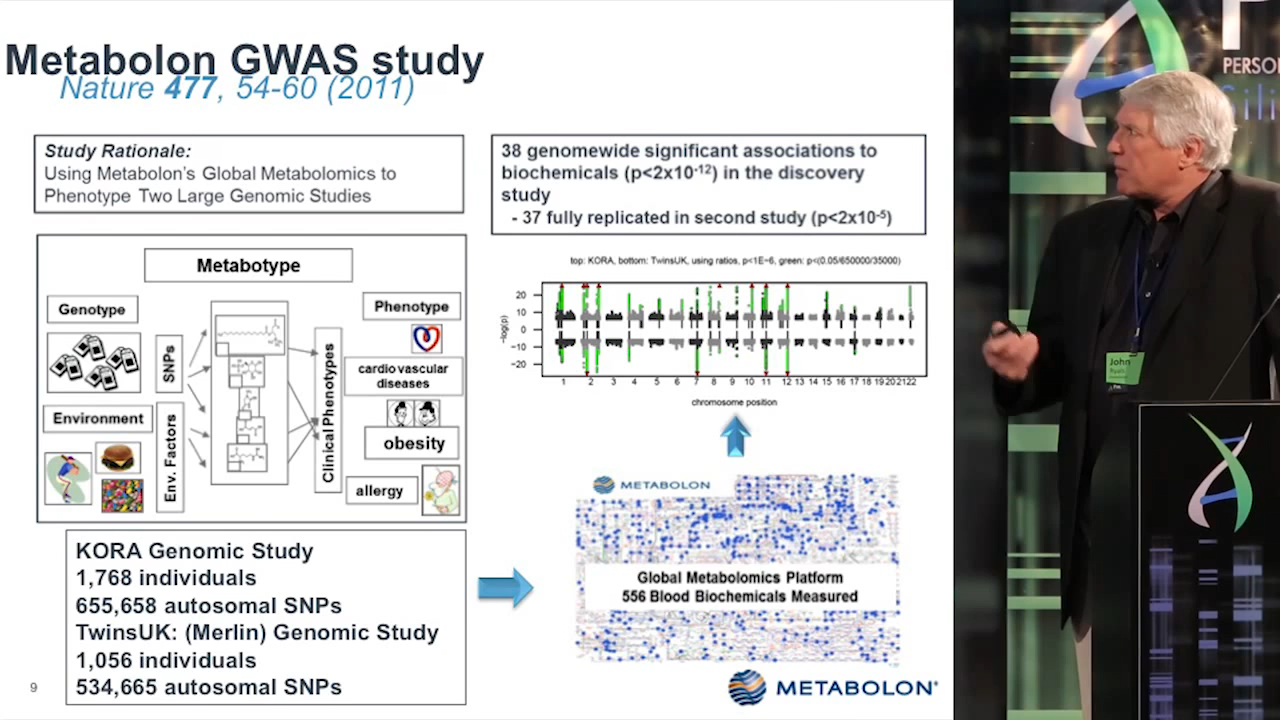 Metabolon GWAS study
Nature 477, 54-60 (2011)
Study Rationale:
Using Metabolon's Global Metabolomics to
Phenotype Two Large Genomic Studies
38 genomewide significant associations to
biochemicals (p<2x10-12) in the discovery
study
- 37 fully replicated in second study (p<2x10-5)
Metabotype
Genotype
Phenotype
SNPs
Environment
Env. Factors
Clinical Phenotypes
cardio vascular
diseases
obesity
allergy
top: KORA, bottom: TwinsUK, using ratios, p<1E-6, green: p<(0.05/650000/35000)
-log(p)
20
10
0
-10
-20
1 2 3 4 5 6 7 8 9 10 11 12 13 14 15 16 17 18 19 20 21 22
chromosome position
KORA Genomic Study
1,768 individuals
655,658 autosomal SNPs
TwinsUK: (Merlin) Genomic Study
1,056 individuals
534,665 autosomal SNPs
METABOLON
Global Metabolomics Platform
556 Blood Biochemicals Measured
METABOLON®
9
PERSO
Sili
John